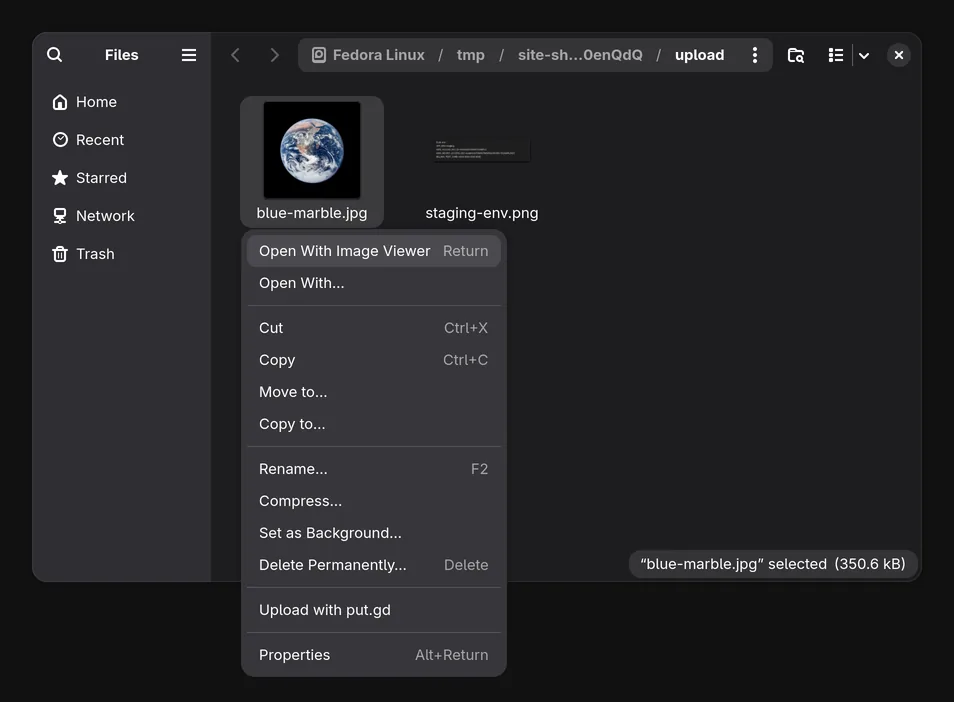 Files
Fedora Linux / tmp / site-sh...0enQdQ / upload
Home
Recent
Starred
Network
Trash
blue-marble.jpg
staging-env.png
Open With Image Viewer Return
Open With...
Cut Ctrl+X
Copy Ctrl+C
Move to...
Copy to...
Rename... F2
Compress...
Set as Background...
Delete Permanently... Delete
Upload with put.gd
Properties Alt+Return
“blue-marble.jpg” selected (350.6 kB)